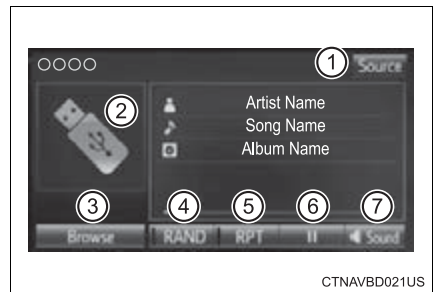 ○○○○ ① Source
②
Artist Name
Song Name
Album Name
③ ④ ⑤ ⑥ ⑦
Browse RAND RPT II Sound
CTNAVBD021US